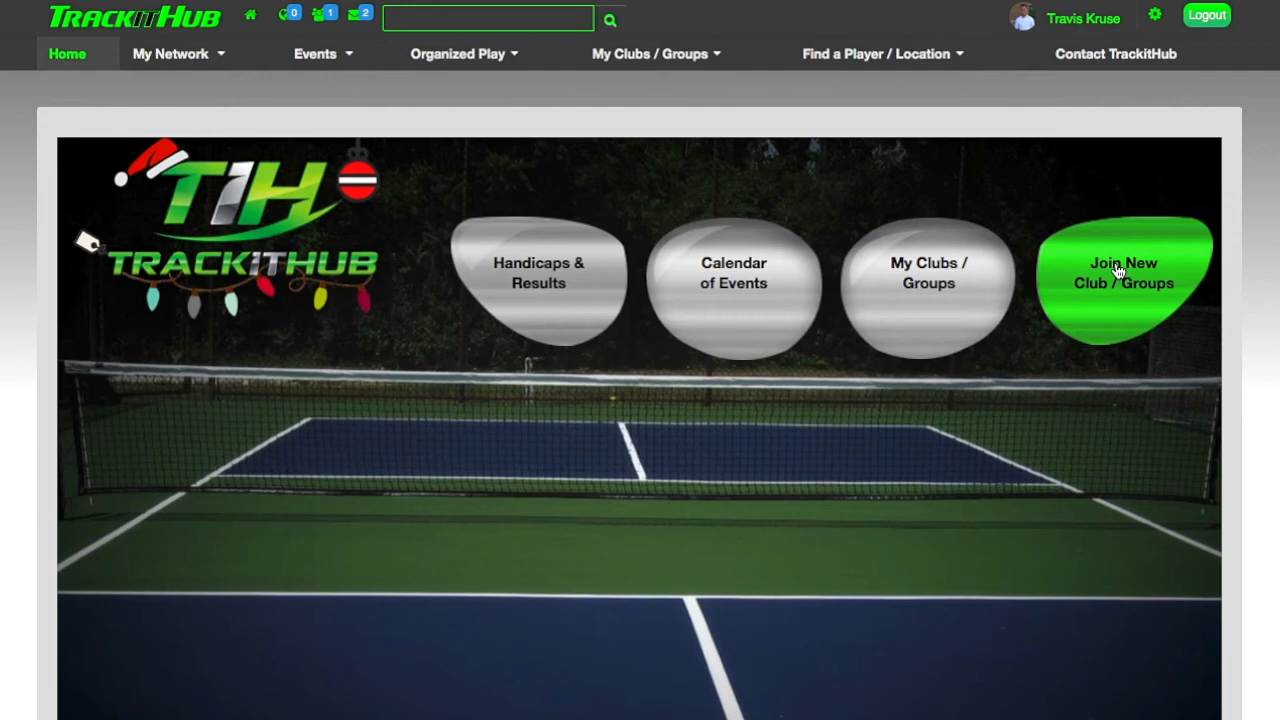 TRACKITHUB 0 1 2 Travis Kruse Logout
Home My Network Events Organized Play My Clubs / Groups Find a Player / Location Contact TrackitHub
T1H
TRACKITHUB
Handicaps &
Results
Calendar
of Events
My Clubs /
Groups
Join New
Club / Groups